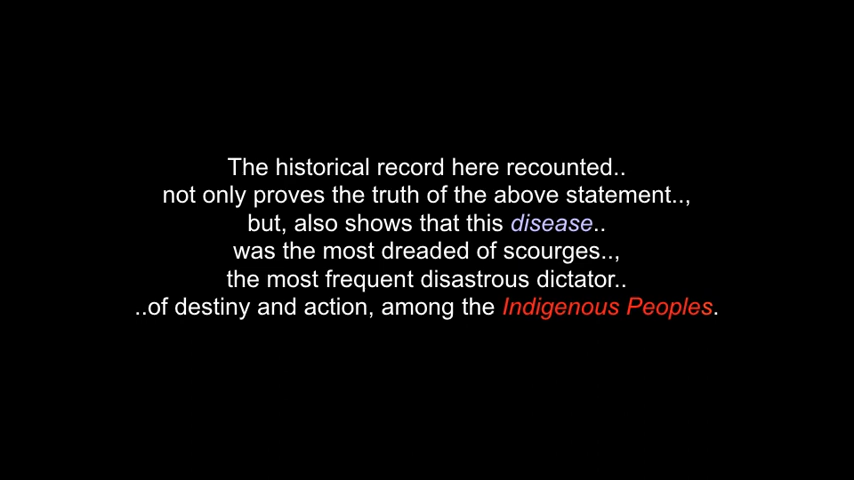 The historical record here recounted..
not only proves the truth of the above statement..,
but, also shows that this disease..
was the most dreaded of scourges..,
the most frequent disastrous dictator..
..of destiny and action, among the Indigenous Peoples.